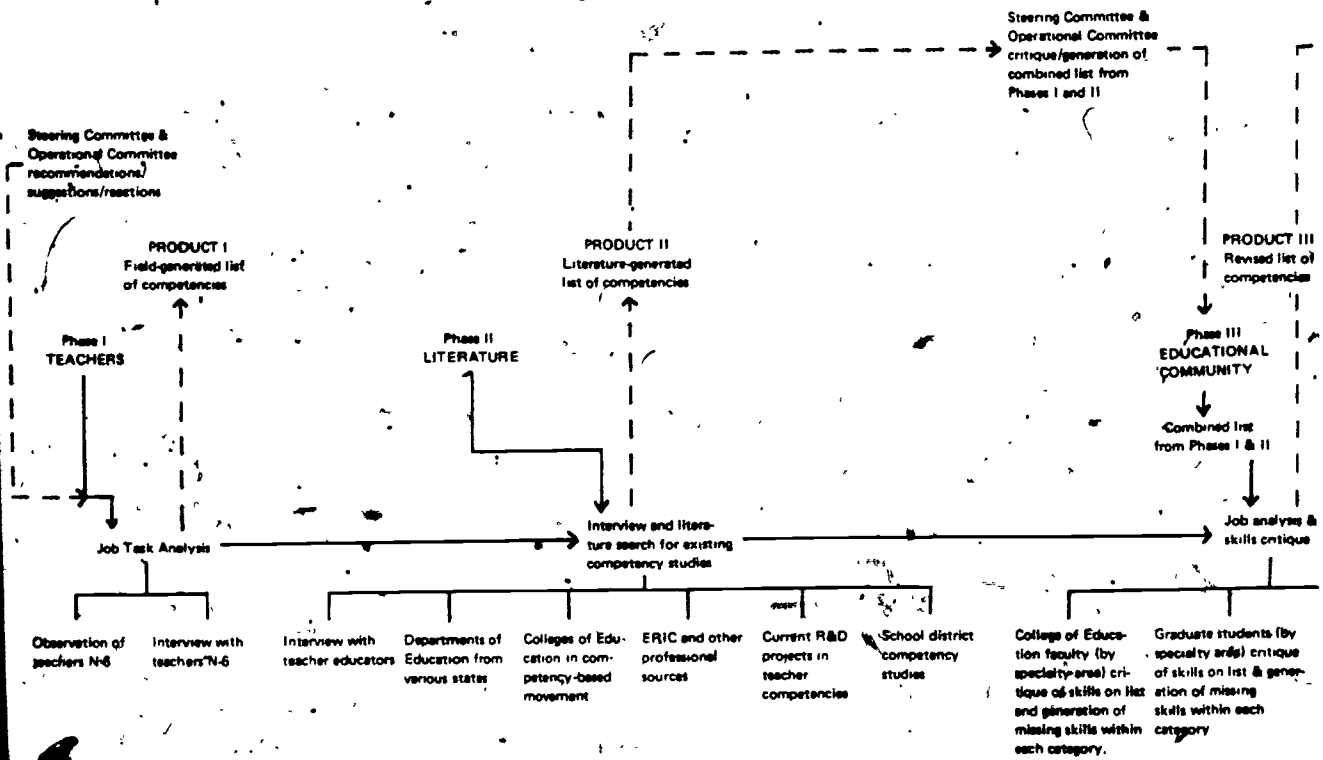 Steering Committee &
Operational Committee
critique/generation of
combined list from
Phases I and II
Steering Committee &
Operational Committee
recommendations/
suggestions/reactions
PRODUCT I
Field-generated list
of competencies
PRODUCT II
Literature-generated
list of competencies
PRODUCT III
Revised list of
competencies
Phase I
TEACHERS
Phase II
LITERATURE
Phase III
EDUCATIONAL
COMMUNITY
Combined list
from Phases I & II
Job Task Analysis
Interview and litera-
ture search for existing
competency studies
Job analysis &
skills critique
Observation of
teachers N-6
Interview with
teachers N-6
Interview with
teacher educators
Departments of
Education from
various states
Colleges of Edu-
cation in com-
petency-based
movement
ERIC and other
professional
sources
Current R&D
projects in
teacher
competencies
School district
competency
studies
College of Educa-
tion faculty (by
specialty area) cri-
tique of skills on list
and generation of
missing skills within
each category.
Graduate students (by
specialty area) critique
of skills on list & gener-
ation of missing
skills within each
category